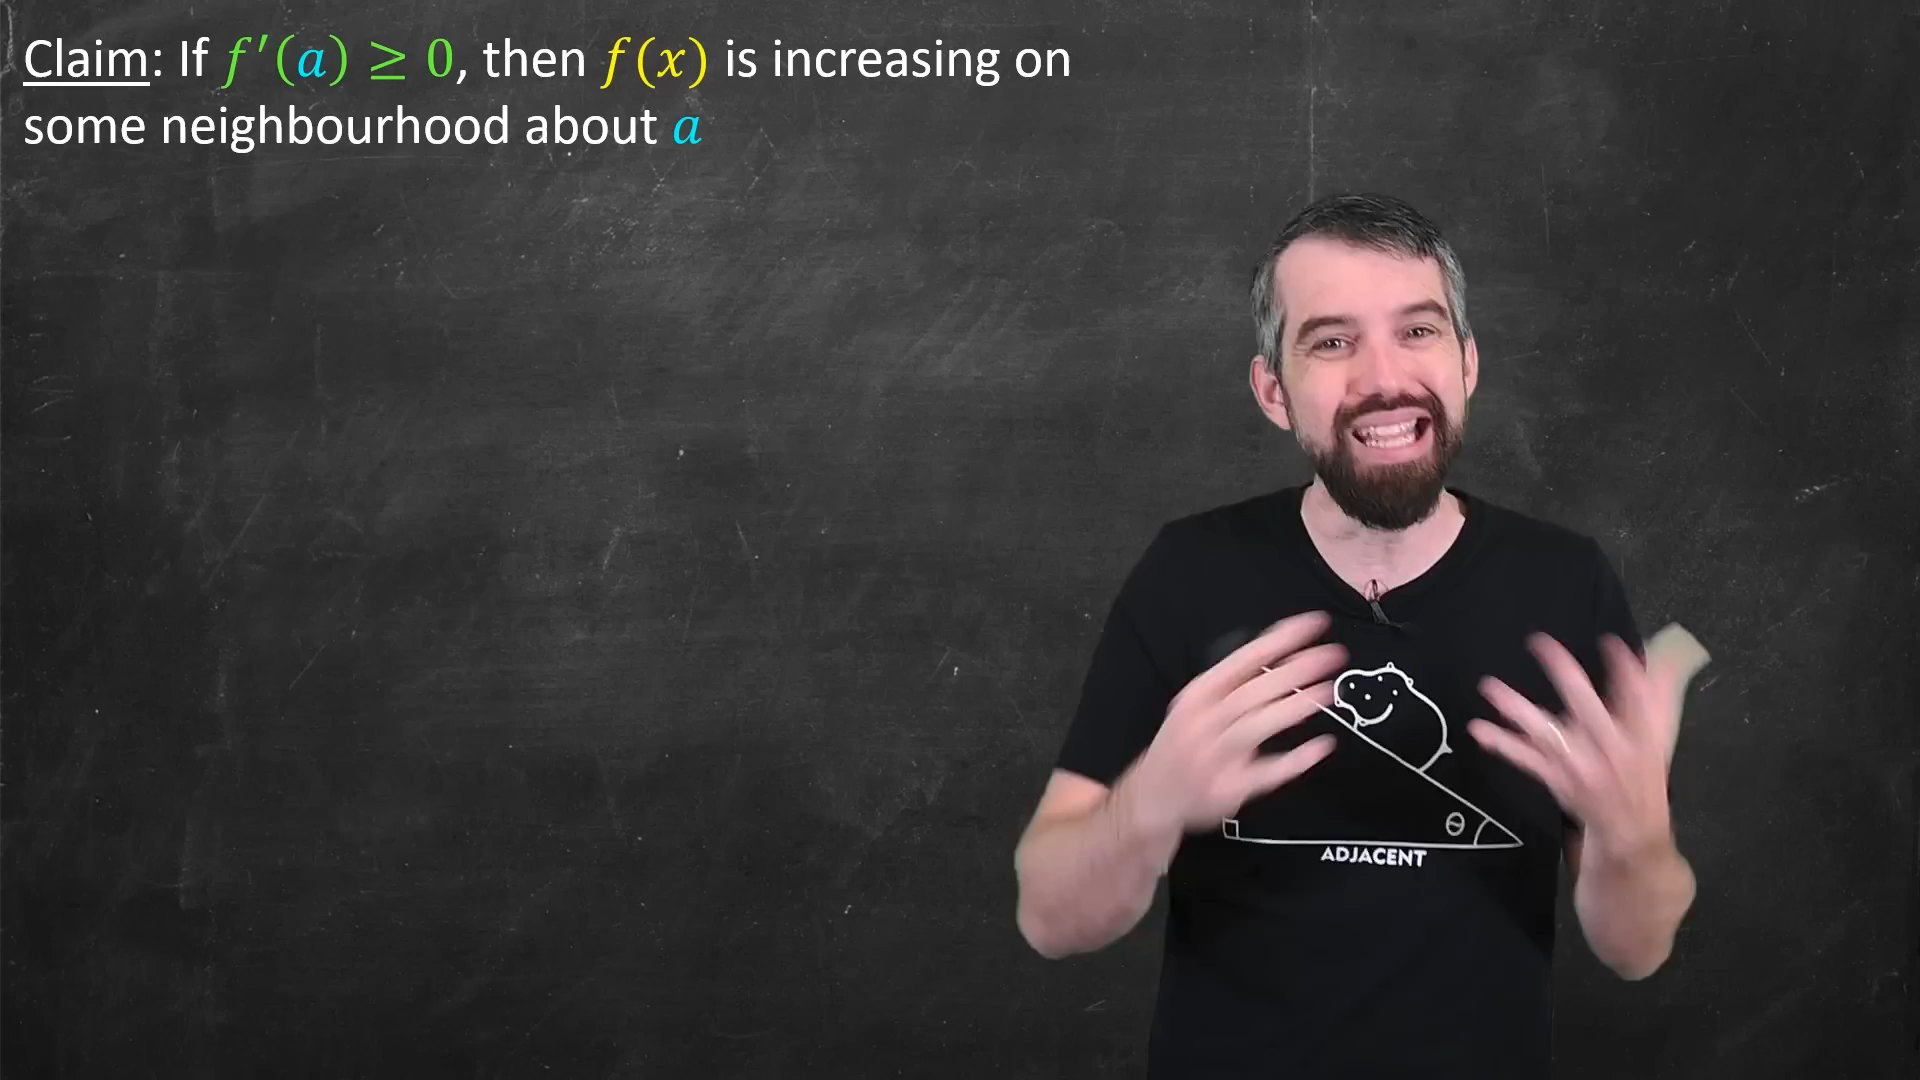 Claim: If f′(a) ≥ 0, then f(x) is increasing on
some neighbourhood about a
θ
ADJACENT